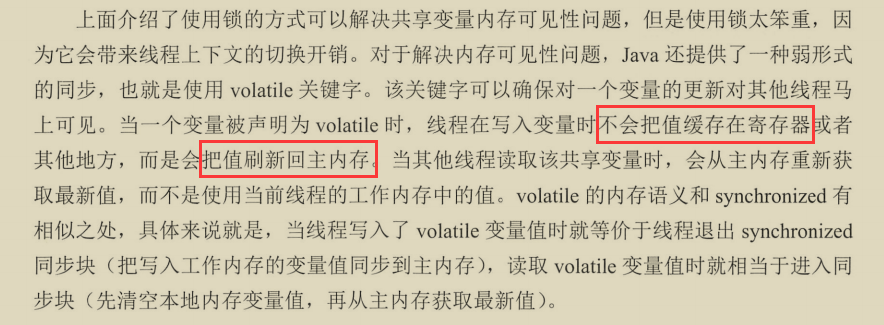 上面介绍了使用锁的方式可以解决共享变量内存可见性问题，但是使用锁太笨重，因
为它会带来线程上下文的切换开销。对于解决内存可见性问题，Java 还提供了一种弱形式
的同步，也就是使用 volatile 关键字。该关键字可以确保对一个变量的更新对其他线程马
上可见。当一个变量被声明为 volatile 时，线程在写入变量时不会把值缓存在寄存器或者
其他地方，而是会把值刷新回主内存。当其他线程读取该共享变量时，会从主内存重新获
取最新值，而不是使用当前线程的工作内存中的值。volatile 的内存语义和 synchronized 有
相似之处，具体来说就是，当线程写入了 volatile 变量值时就等价于线程退出 synchronized
同步块（把写入工作内存的变量值同步到主内存），读取 volatile 变量值时就相当于进入同
步块（先清空本地内存变量值，再从主内存获取最新值）。